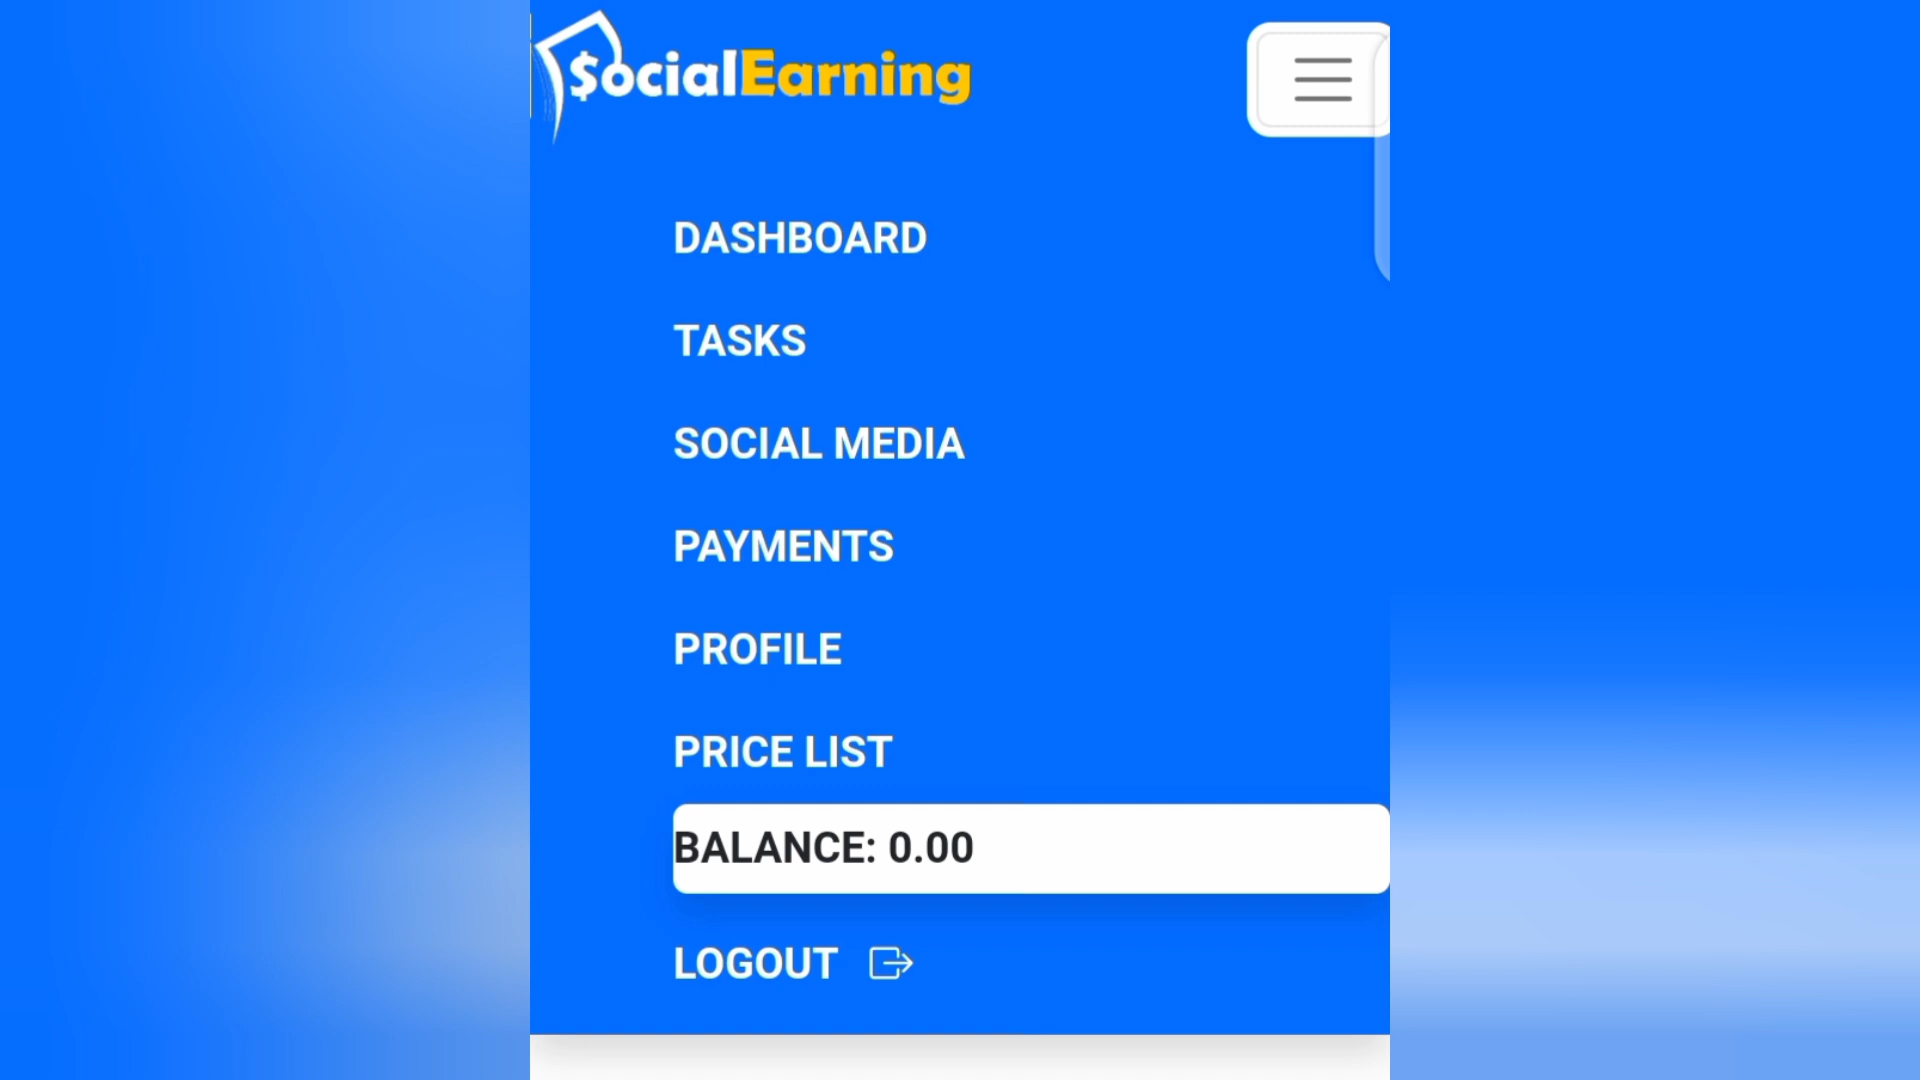 $ocialEarning
DASHBOARD
TASKS
SOCIAL MEDIA
PAYMENTS
PROFILE
PRICE LIST
BALANCE: 0.00
LOGOUT